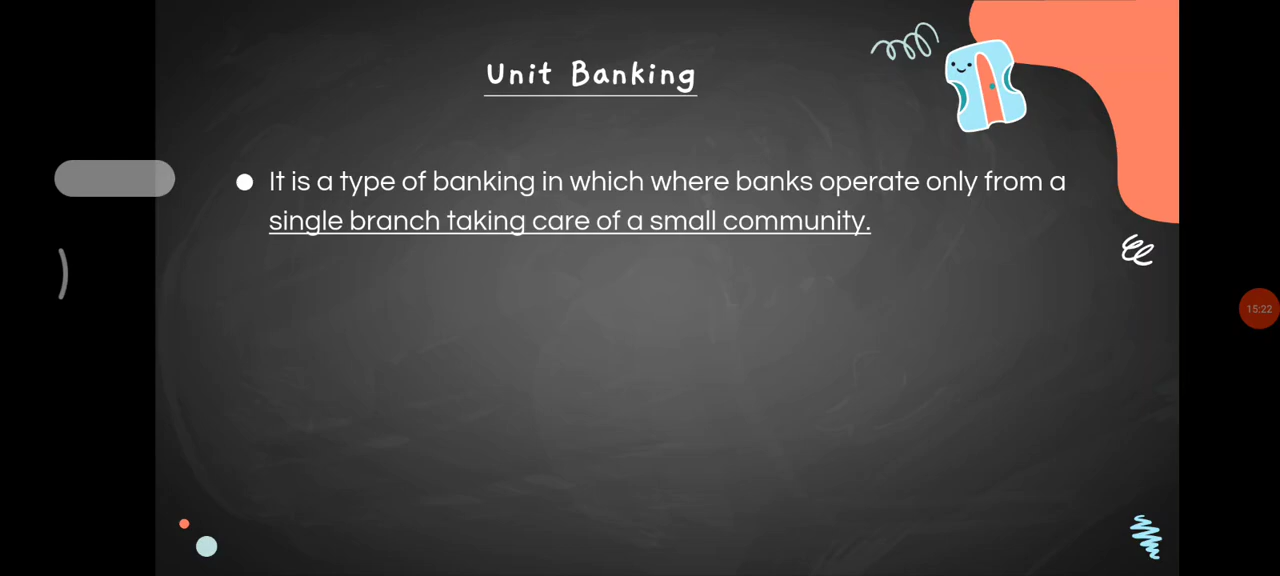 Unit Banking
It is a type of banking in which where banks operate only from a
single branch taking care of a small community.
15:22